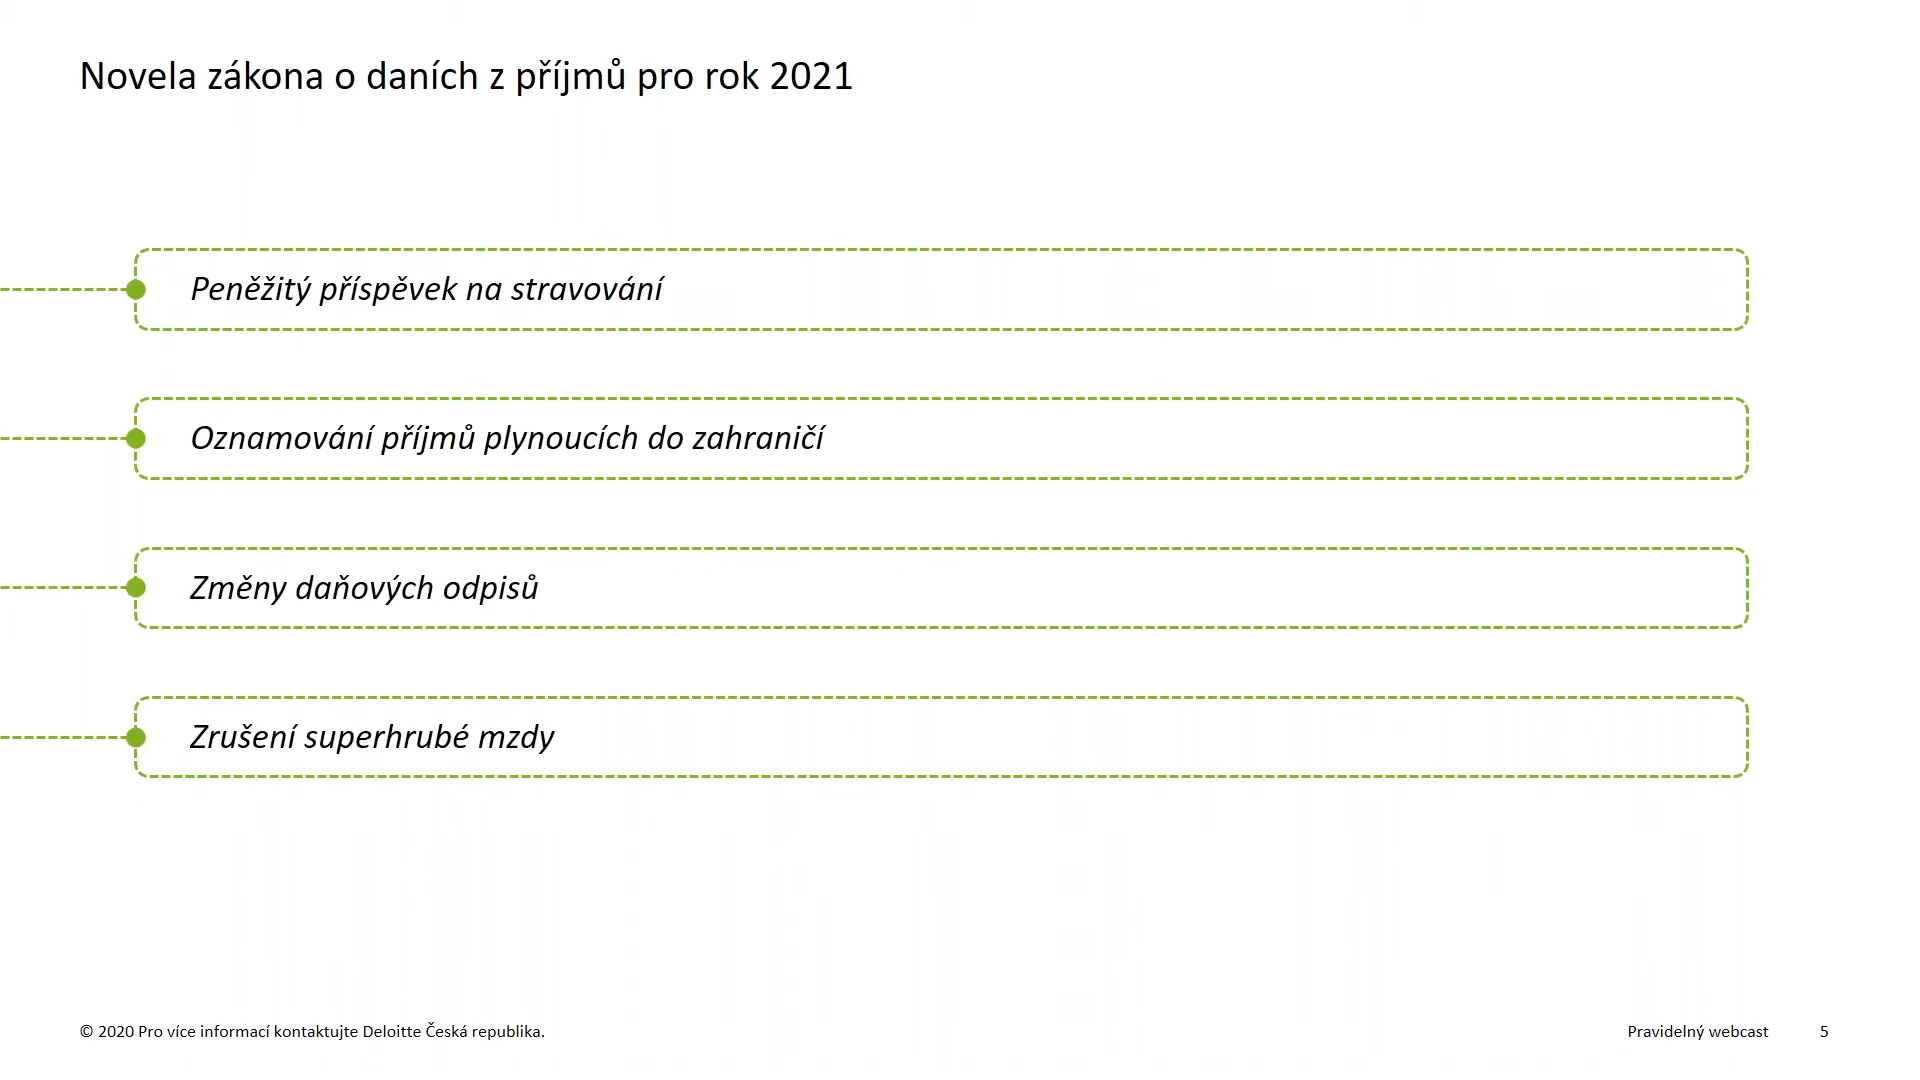 Novela zákona o daních z příjmů pro rok 2021
Peněžitý příspěvek na stravování
Oznamování příjmů plynoucích do zahraničí
Změny daňových odpisů
Zrušení superhrubé mzdy
© 2020 Pro více informací kontaktujte Deloitte Česká republika.
Pravidelný webcast 5